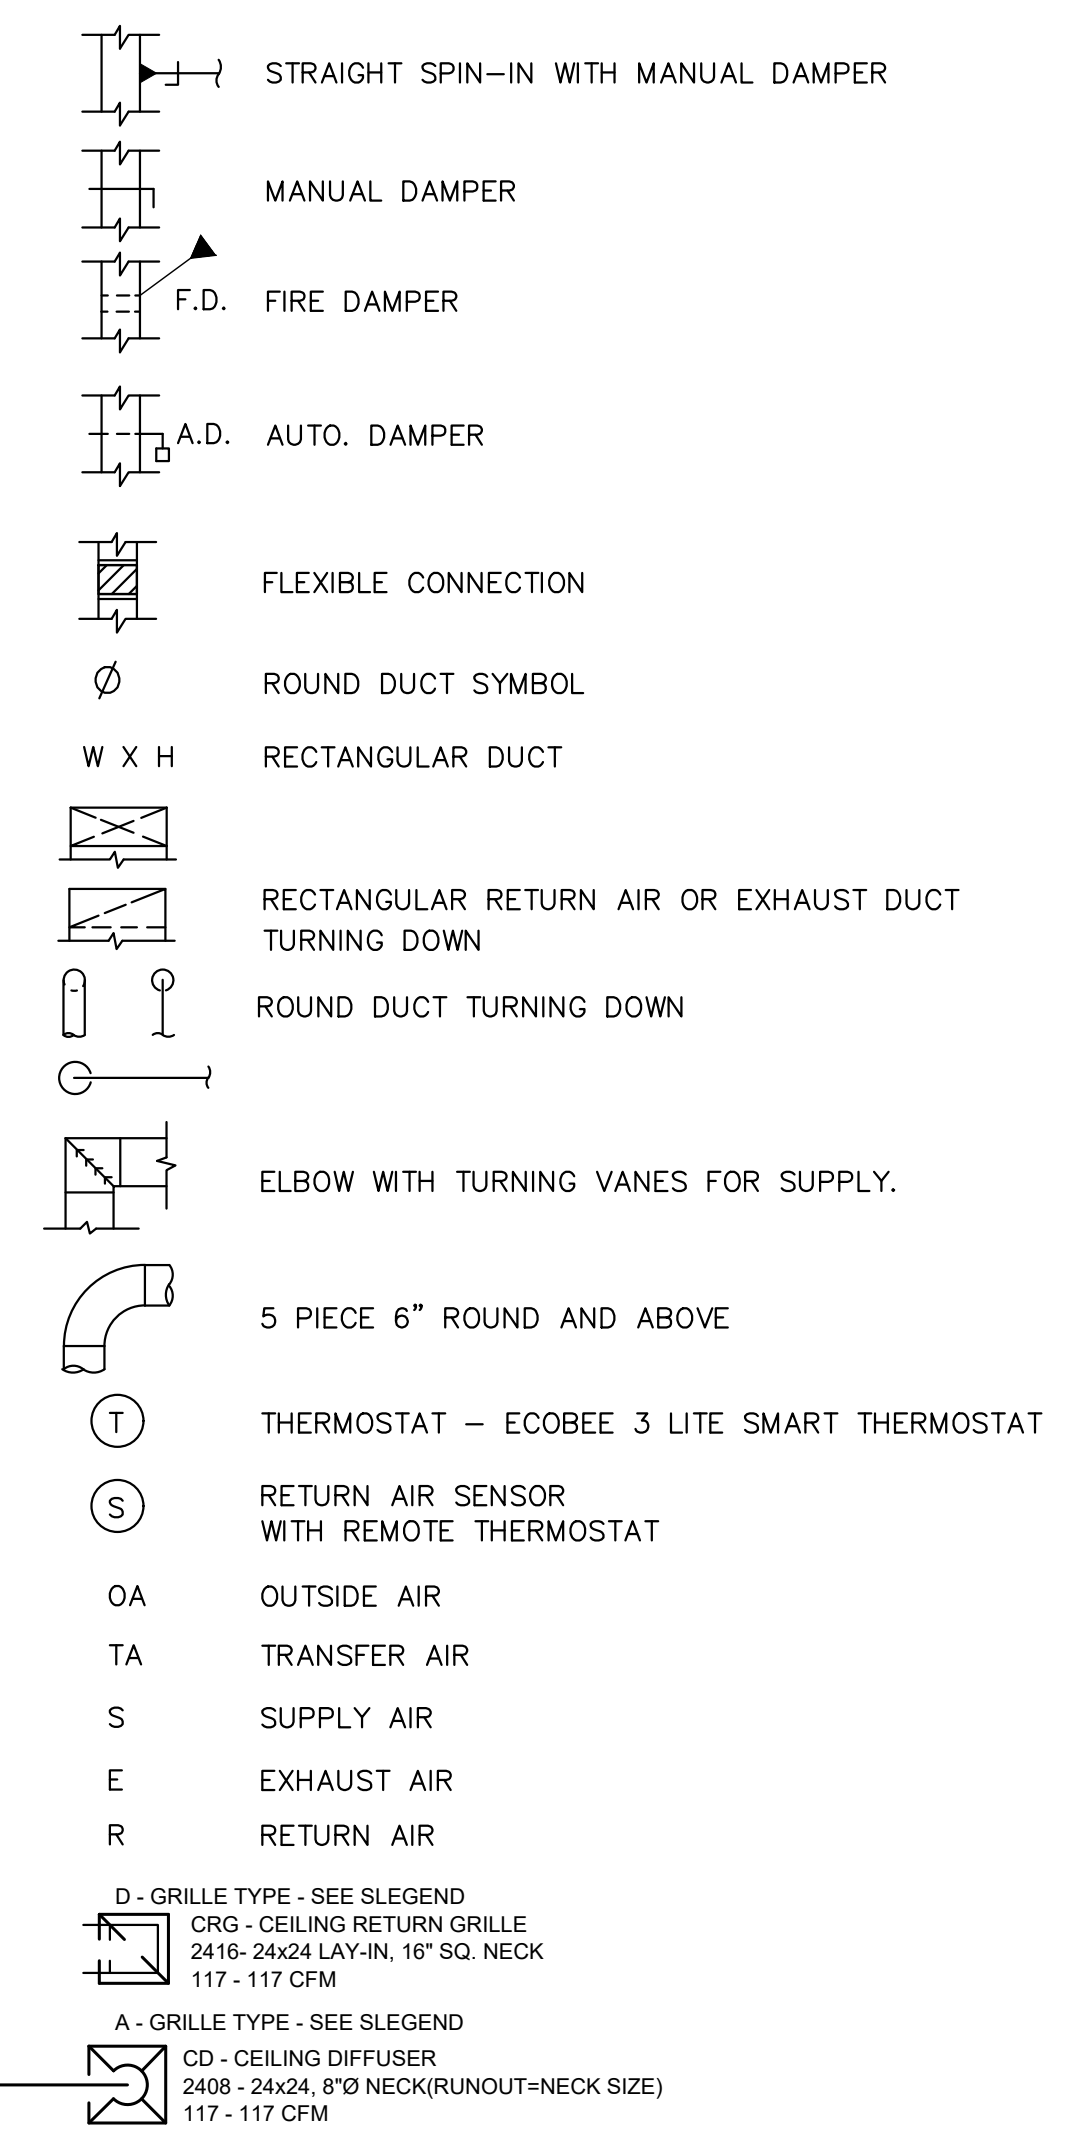 STRAIGHT SPIN-IN WITH MANUAL DAMPER
MANUAL DAMPER
F.D. FIRE DAMPER
A.D. AUTO. DAMPER
FLEXIBLE CONNECTION
Ø ROUND DUCT SYMBOL
W X H RECTANGULAR DUCT
RECTANGULAR RETURN AIR OR EXHAUST DUCT
TURNING DOWN
ROUND DUCT TURNING DOWN
ELBOW WITH TURNING VANES FOR SUPPLY.
5 PIECE 6" ROUND AND ABOVE
T THERMOSTAT - ECOBEE 3 LITE SMART THERMOSTAT
S RETURN AIR SENSOR
WITH REMOTE THERMOSTAT
OA OUTSIDE AIR
TA TRANSFER AIR
S SUPPLY AIR
E EXHAUST AIR
R RETURN AIR
D - GRILLE TYPE - SEE SLEGEND
CRG - CEILING RETURN GRILLE
2416- 24x24 LAY-IN, 16" SQ. NECK
117 - 117 CFM
A - GRILLE TYPE - SEE SLEGEND
CD - CEILING DIFFUSER
2408 - 24x24, 8"Ø NECK(RUNOUT=NECK SIZE)
117 - 117 CFM